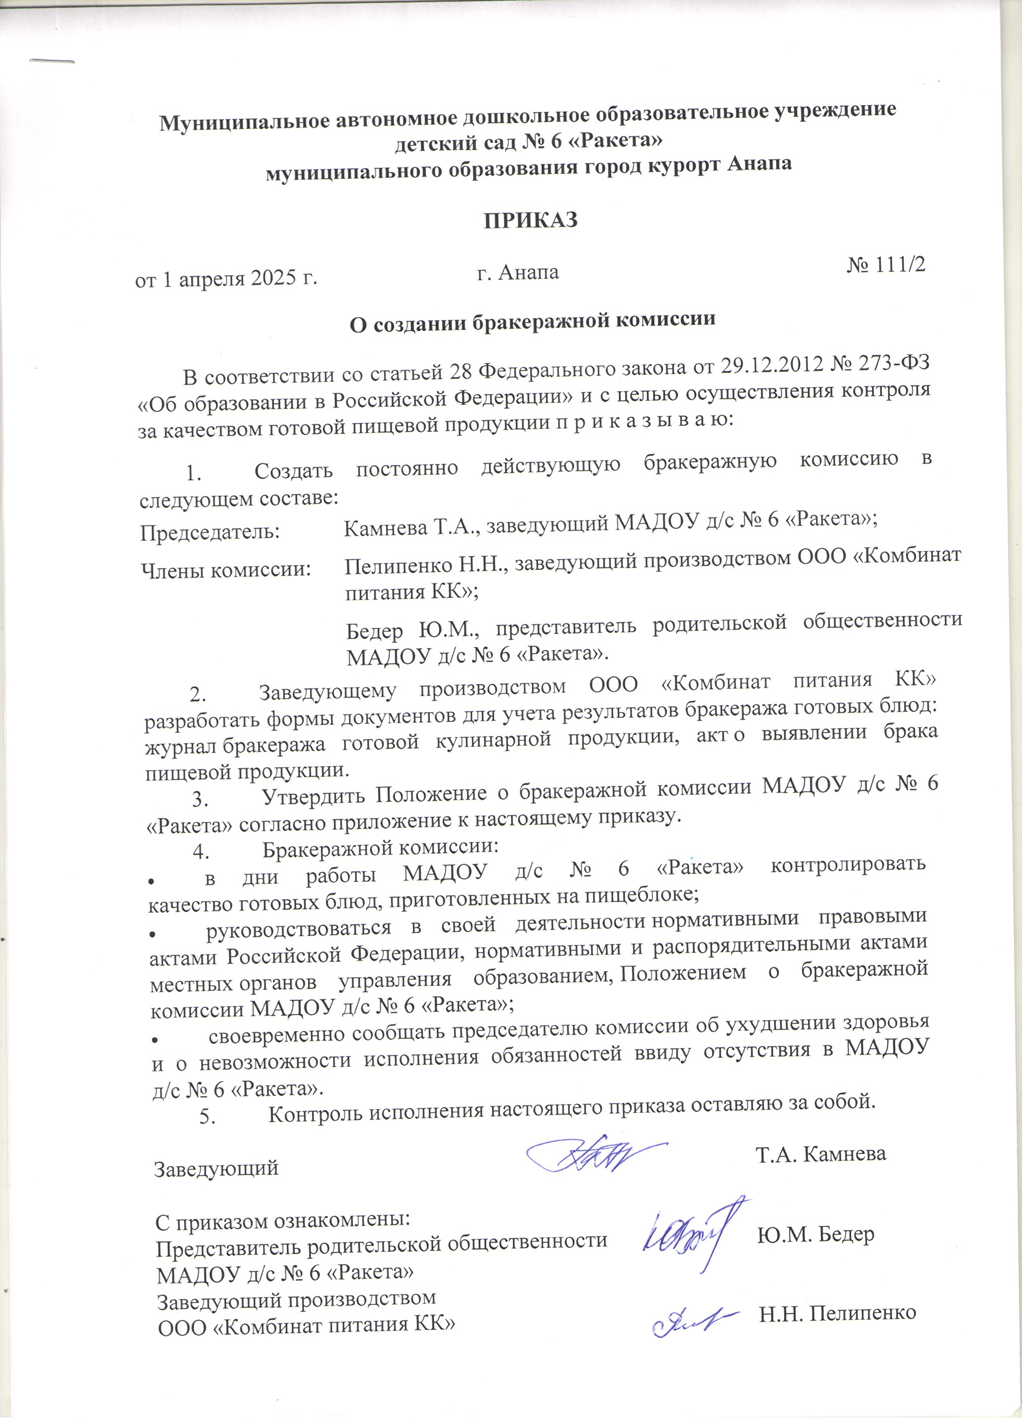 Муниципальное автономное дошкольное образовательное учреждение
детский сад № 6 «Ракета»
муниципального образования город курорт Анапа
ПРИКАЗ
от 1 апреля 2025 г. г. Анапа № 111/2
О создании бракеражной комиссии
В соответствии со статьей 28 Федерального закона от 29.12.2012 № 273-ФЗ
«Об образовании в Российской Федерации» и с целью осуществления контроля
за качеством готовой пищевой продукции п р и к а з ы в а ю:
1. Создать постоянно действующую бракеражную комиссию в
следующем составе:
Председатель: Камнева Т.А., заведующий МАДОУ д/с № 6 «Ракета»;
Члены комиссии: Пелипенко Н.Н., заведующий производством ООО «Комбинат
питания КК»;
Бедер Ю.М., представитель родительской общественности
МАДОУ д/с № 6 «Ракета».
2. Заведующему производством ООО «Комбинат питания КК»
разработать формы документов для учета результатов бракеража готовых блюд:
журнал бракеража готовой кулинарной продукции, акт о выявлении брака
пищевой продукции.
3. Утвердить Положение о бракеражной комиссии МАДОУ д/с № 6
«Ракета» согласно приложение к настоящему приказу.
4. Бракеражной комиссии:
• в дни работы МАДОУ д/с № 6 «Ракета» контролировать
качество готовых блюд, приготовленных на пищеблоке;
• руководствоваться в своей деятельности нормативными правовыми
актами Российской Федерации, нормативными и распорядительными актами
местных органов управления образованием, Положением о бракеражной
комиссии МАДОУ д/с № 6 «Ракета»;
• своевременно сообщать председателю комиссии об ухудшении здоровья
и о невозможности исполнения обязанностей ввиду отсутствия в МАДОУ
д/с № 6 «Ракета».
5. Контроль исполнения настоящего приказа оставляю за собой.
Заведующий Т.А. Камнева
С приказом ознакомлены:
Представитель родительской общественности Ю.М. Бедер
МАДОУ д/с № 6 «Ракета»
Заведующий производством
ООО «Комбинат питания КК» Н.Н. Пелипенко